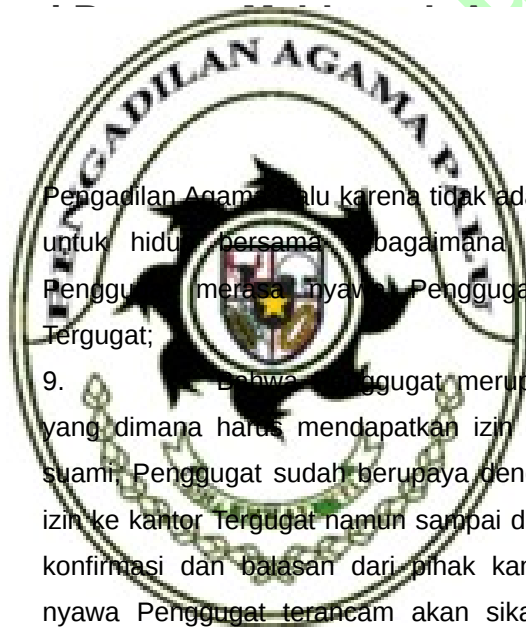 PENGADILAN AGAMA PALU
Pengadilan Agama Palu karena tidak ada
untuk hidup bersama sebagaimana
Penggugat merasa nyawa Penggugat
Tergugat;
9. Bahwa Penggugat merup
yang dimana harus mendapatkan izin
suami, Penggugat sudah berupaya den
izin ke kantor Tergugat namun sampai d
konfirmasi dan balasan dari pihak kan
nyawa Penggugat terancam akan sika